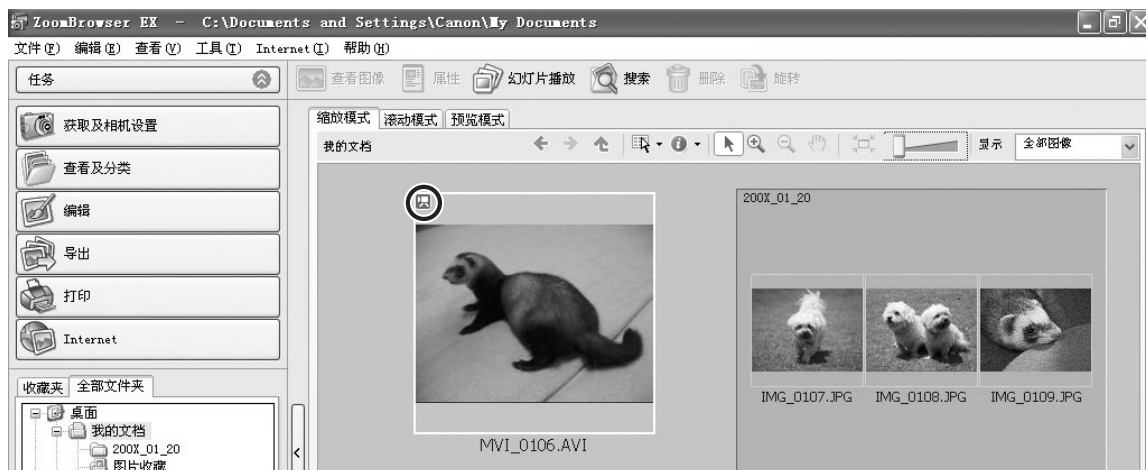 ZoomBrowser EX - C:\Documents and Settings\Canon\My Documents
文件(F) 编辑(E) 查看(V) 工具(T) Internet(I) 帮助(H)
任务 查看图像 属性 幻灯片播放 搜索 删除 旋转
获取及相机设置
查看及分类
编辑
导出
打印
Internet
收藏夹 全部文件夹
桌面
我的文档
200X_01_20
图片收藏
缩放模式 滚动模式 预览模式
我的文档 显示 全部图像
200X_01_20
IMG_0107.JPG IMG_0108.JPG IMG_0109.JPG
MVI_0106.AVI